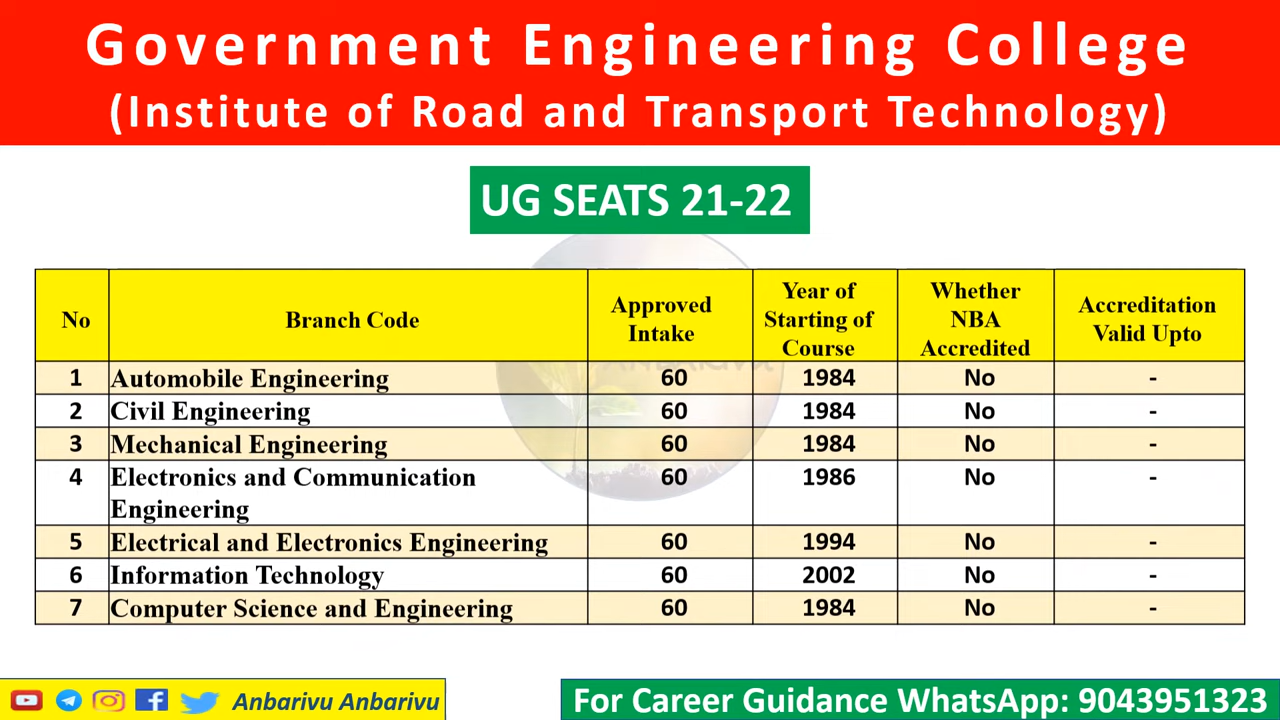 Government Engineering College
(Institute of Road and Transport Technology)
UG SEATS 21-22
No Branch Code Approved Intake Year of Starting of Course Whether NBA Accredited Accreditation Valid Upto
1 Automobile Engineering 60 1984 No -
2 Civil Engineering 60 1984 No -
3 Mechanical Engineering 60 1984 No -
4 Electronics and Communication Engineering 60 1986 No -
5 Electrical and Electronics Engineering 60 1994 No -
6 Information Technology 60 2002 No -
7 Computer Science and Engineering 60 1984 No -
Anbarivu Anbarivu
For Career Guidance WhatsApp: 9043951323